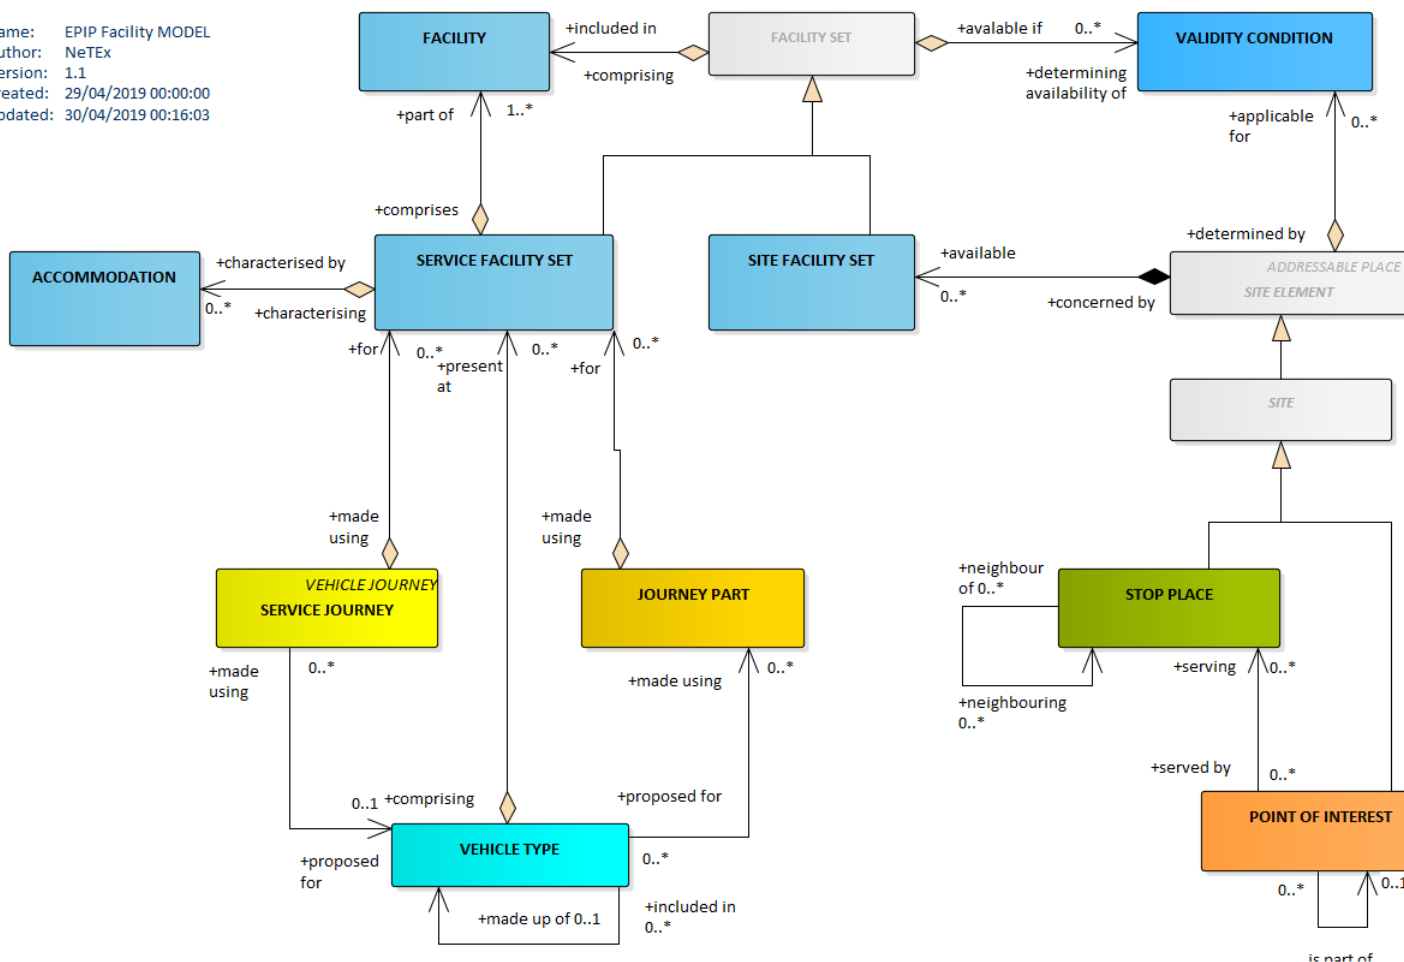 ame: EPIP Facility MODEL
uthor: NeTEx
ersion: 1.1
reated: 29/04/2019 00:00:00
pdated: 30/04/2019 00:16:03
FACILITY
+included in
+comprising
FACILITY SET
+avalable if 0..*
+determining
availability of
VALIDITY CONDITION
+part of 1..*
+applicable
for
0..*
+comprises
+determined by
ACCOMMODATION
+characterised by
0..*
+characterising
SERVICE FACILITY SET
SITE FACILITY SET
+available
0..*
+concerned by
ADDRESSABLE PLACE
SITE ELEMENT
+for
0..*
+present
at
0..*
+for
0..*
SITE
+made
using
+made
using
VEHICLE JOURNEY
SERVICE JOURNEY
JOURNEY PART
+neighbour
of 0..*
STOP PLACE
+made
using
0..*
+made using
0..*
+neighbouring
0..*
+serving
0..*
+served by
0..*
0..1
+comprising
+proposed for
+proposed
for
VEHICLE TYPE
0..*
POINT OF INTEREST
+made up of 0..1
+included in
0..*
0..*
0..1
is part of